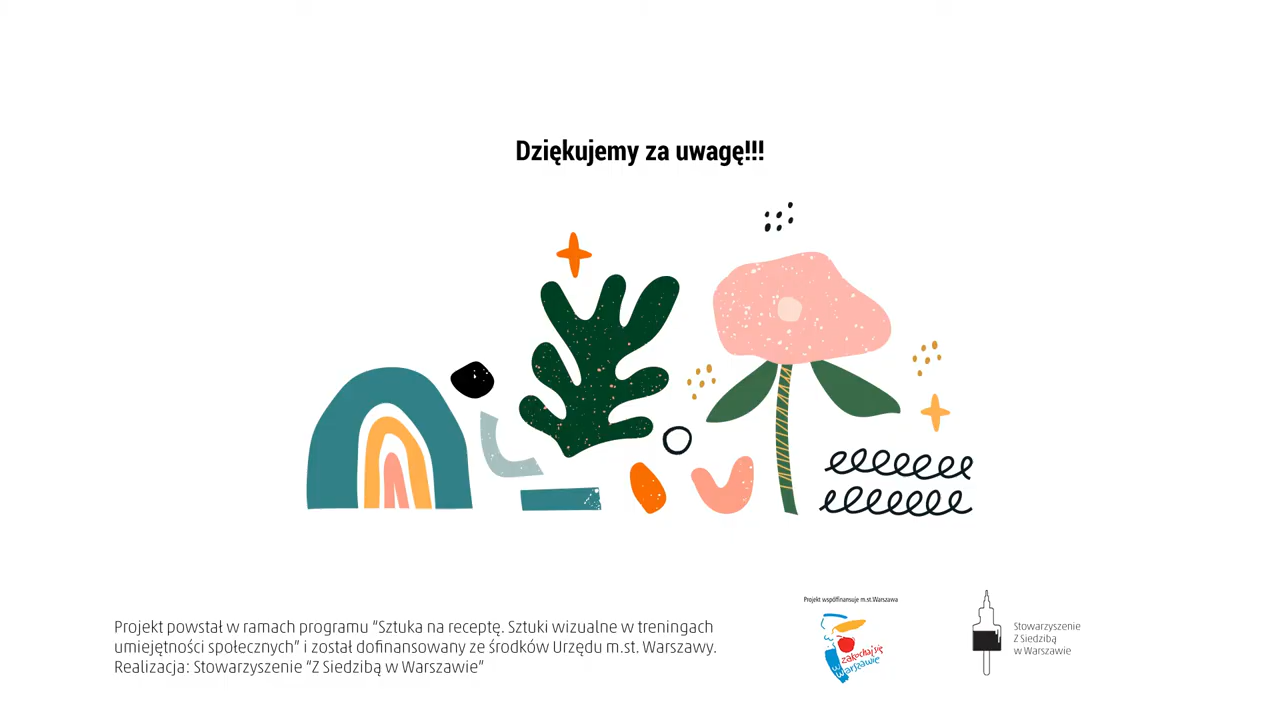 Dziękujemy za uwagę!!!
Projekt współfinansuje m.st.Warszawa
zakochaj się
w Warszawie
Stowarzyszenie
Z Siedzibą
w Warszawie
Projekt powstał w ramach programu “Sztuka na receptę. Sztuki wizualne w treningach
umiejętności społecznych” i został dofinansowany ze środków Urzędu m.st. Warszawy.
Realizacja: Stowarzyszenie “Z Siedzibą w Warszawie”